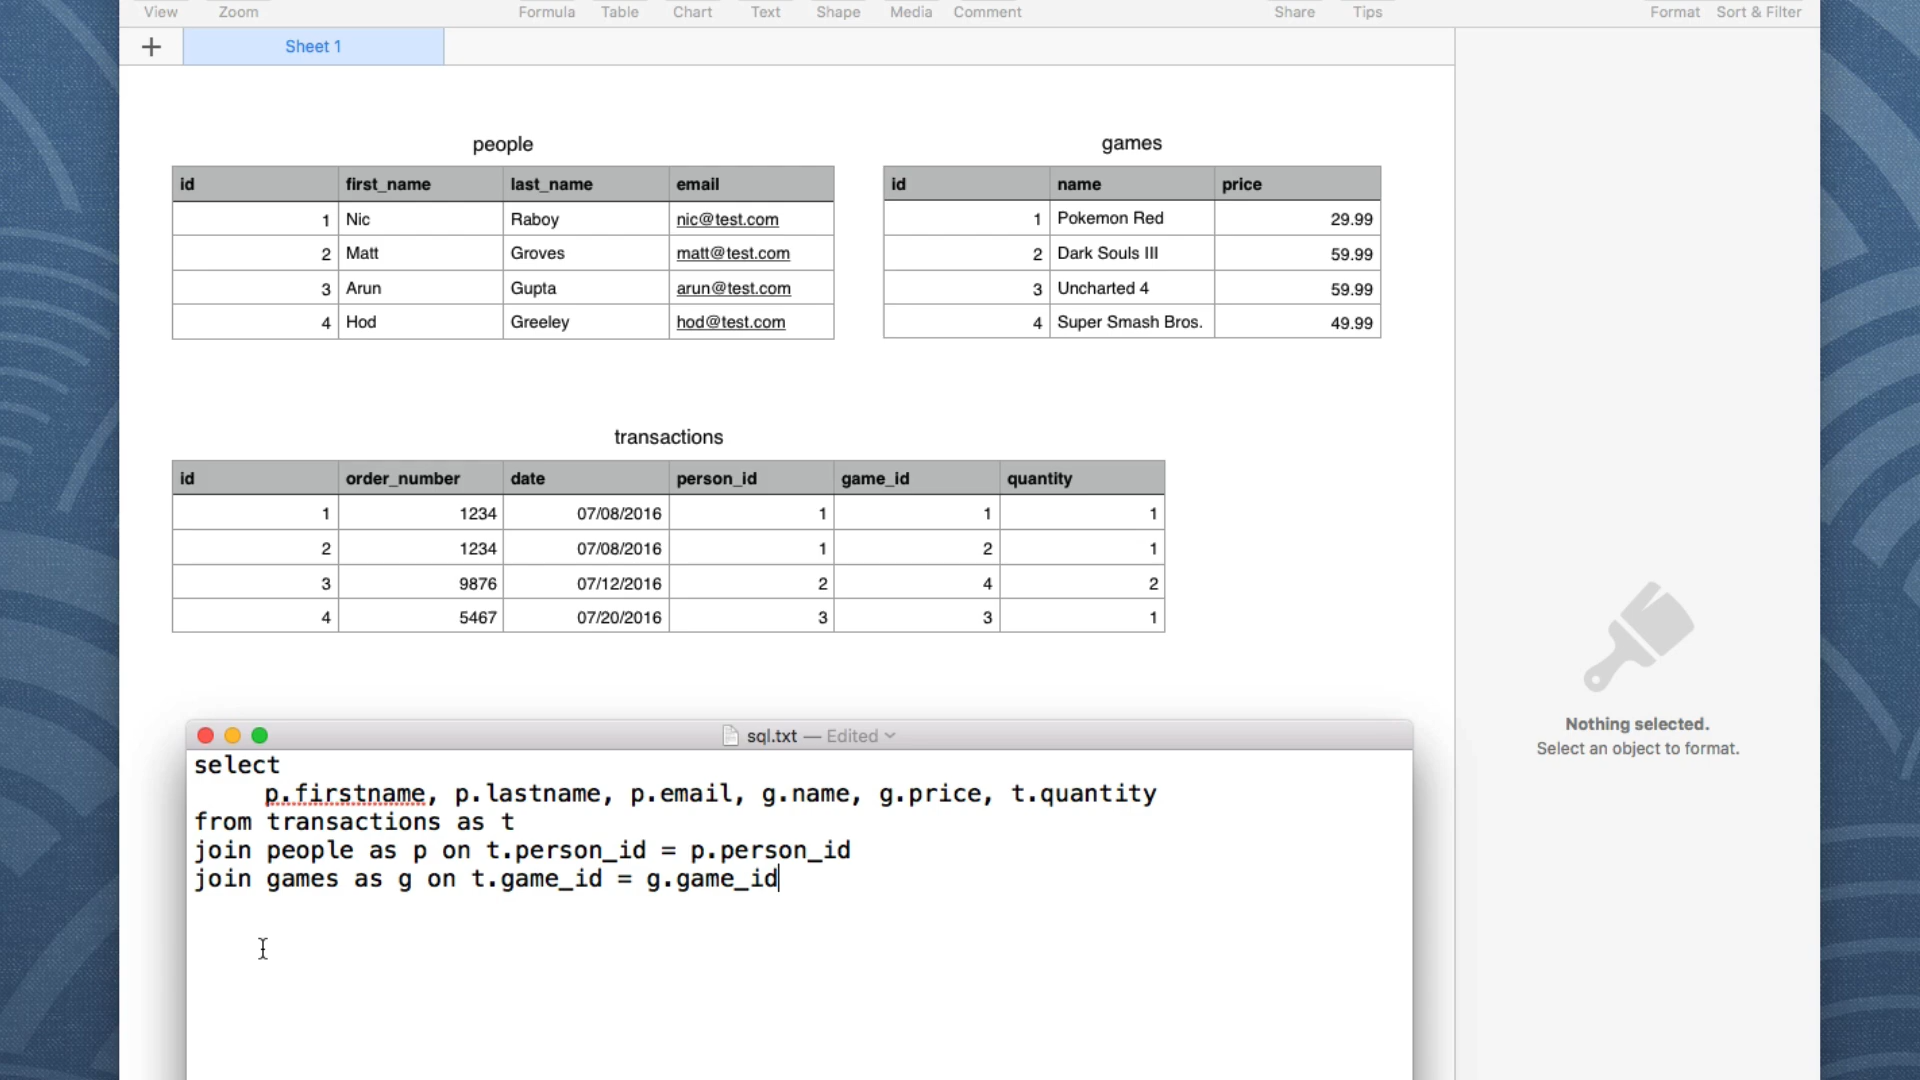 View Zoom Formula Table Chart Text Shape Media Comment Share Tips Format Sort & Filter
+ Sheet 1
people
id first_name last_name email
1 Nic Raboy nic@test.com
2 Matt Groves matt@test.com
3 Arun Gupta arun@test.com
4 Hod Greeley hod@test.com
games
id name price
1 Pokemon Red 29.99
2 Dark Souls III 59.99
3 Uncharted 4 59.99
4 Super Smash Bros. 49.99
transactions
id order_number date person_id game_id quantity
1 1234 07/08/2016 1 1 1
2 1234 07/08/2016 1 2 1
3 9876 07/12/2016 2 4 2
4 5467 07/20/2016 3 3 1
Nothing selected.
Select an object to format.
sql.txt — Edited
select
p.firstname, p.lastname, p.email, g.name, g.price, t.quantity
from transactions as t
join people as p on t.person_id = p.person_id
join games as g on t.game_id = g.game_id